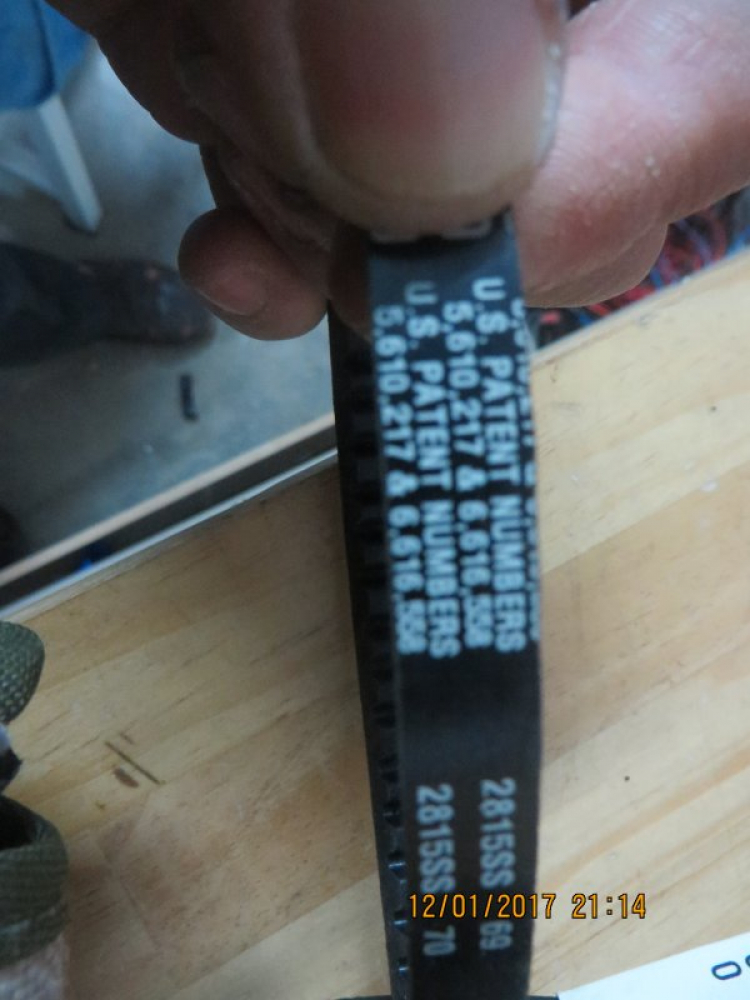 U.S. PATENT NUMBERS
5,610,217 & 6,616,558
U.S. PATENT NUMBERS
5,610,217 & 6,616,558
2815SS 69
2815SS 70
12/01/2017 21:14